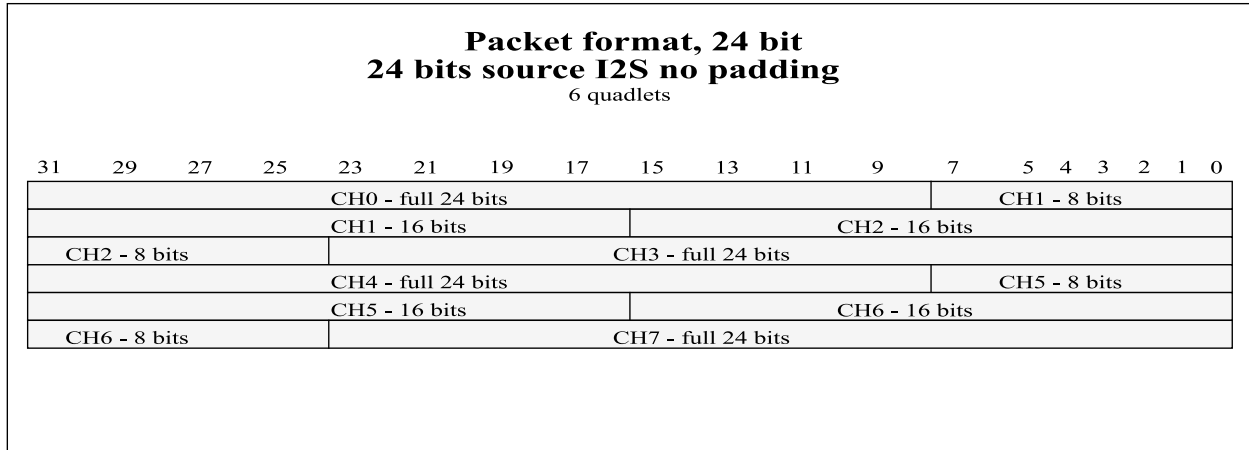 Packet format, 24 bit
24 bits source I2S no padding
6 quadlets
31 29 27 25 23 21 19 17 15 13 11 9 7 5 4 3 2 1 0
CH0 - full 24 bits CH1 - 8 bits
CH1 - 16 bits CH2 - 16 bits
CH2 - 8 bits CH3 - full 24 bits
CH4 - full 24 bits CH5 - 8 bits
CH5 - 16 bits CH6 - 16 bits
CH6 - 8 bits CH7 - full 24 bits